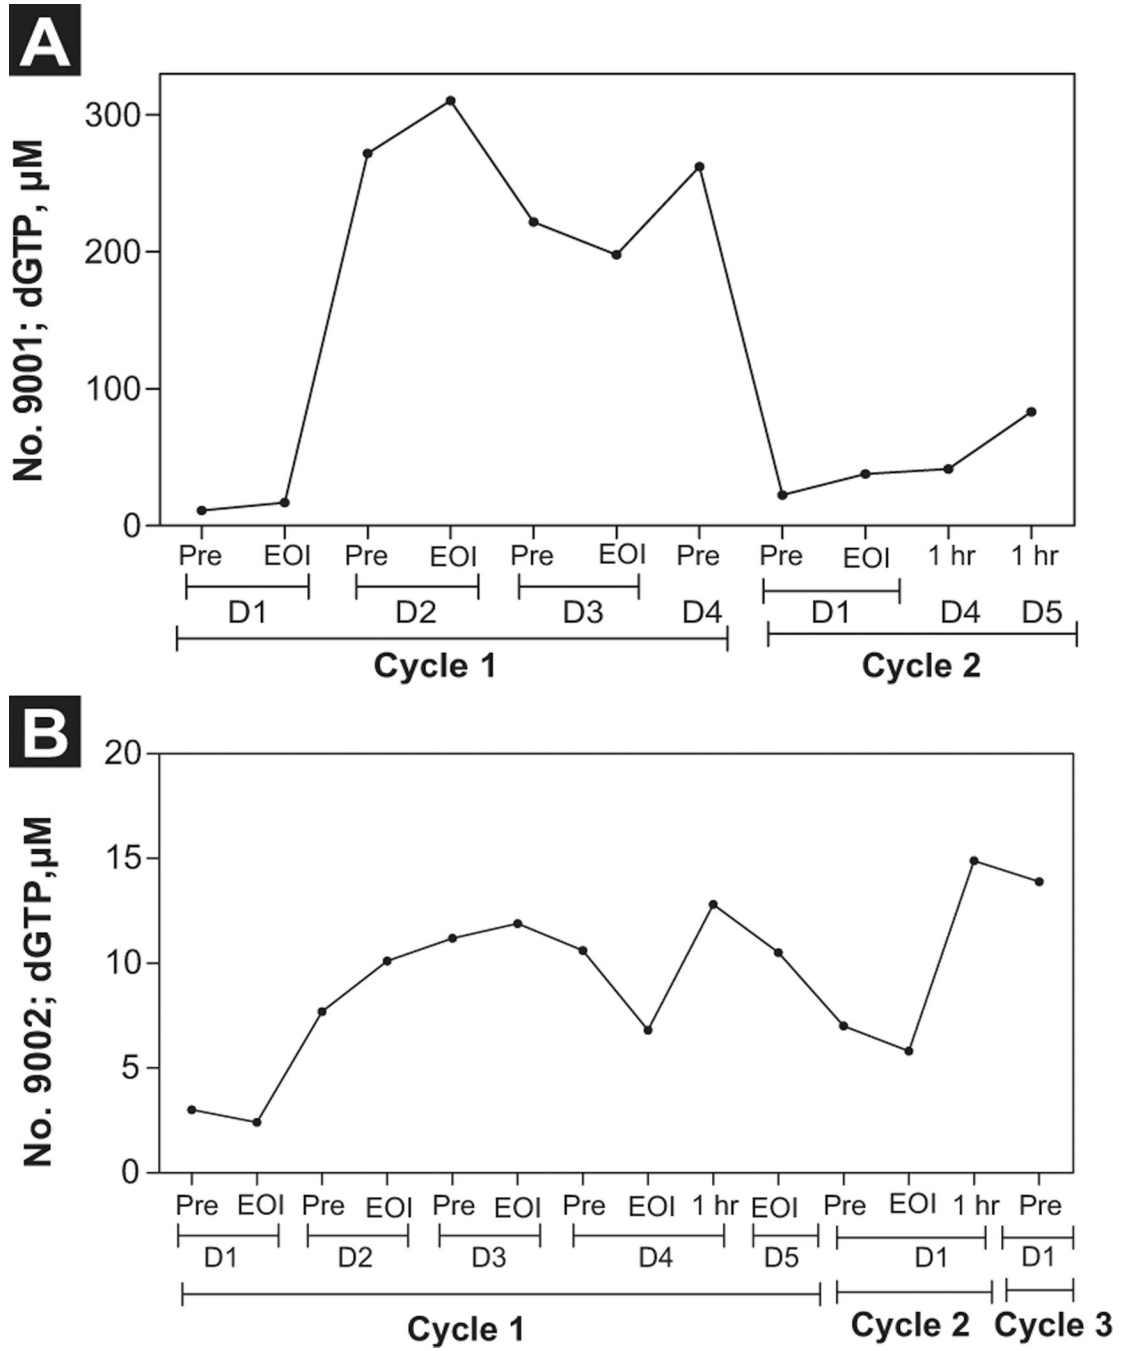 A
No. 9001; dGTP, µM
300
200
100
0
Pre EOI Pre EOI Pre EOI Pre Pre EOI 1 hr 1 hr
D1 D2 D3 D4 D1 D4 D5
Cycle 1 Cycle 2
B
No. 9002; dGTP,µM
20
15
10
5
0
Pre EOI Pre EOI Pre EOI Pre EOI 1 hr EOI Pre EOI 1 hr Pre
D1 D2 D3 D4 D5 D1 D1
Cycle 1 Cycle 2 Cycle 3